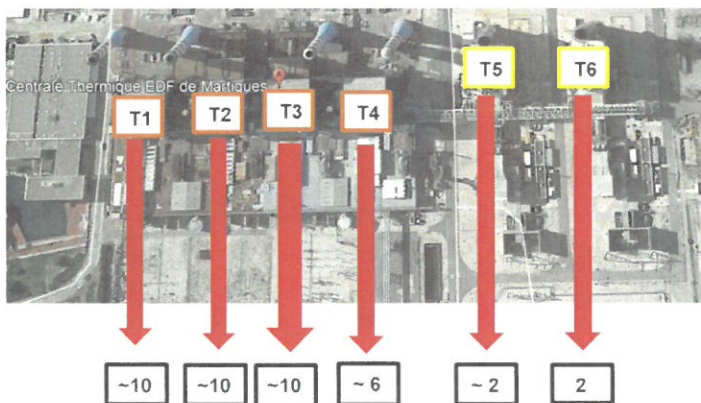 T5 T6
Centrale Thermique EDF de Martigues
T1 T2 T3 T4
~10 ~10 ~10 ~ 6 ~ 2 2